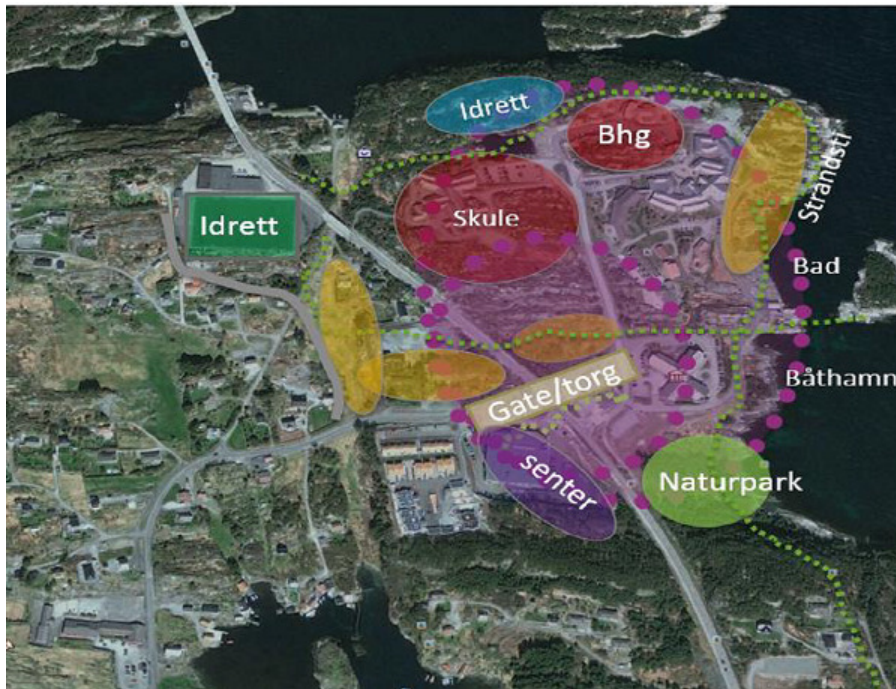 Idrett
Bhg
Idrett
Skule
Strandsti
Bad
Båthamn
Gate/torg
senter
Naturpark